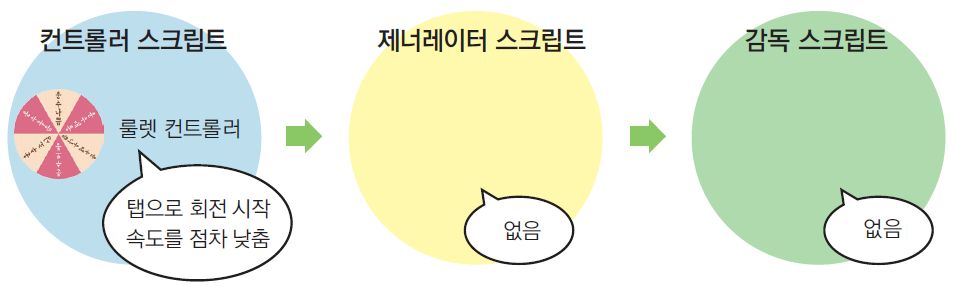 컨트롤러 스크립트
제너레이터 스크립트
감독 스크립트
룰렛 컨트롤러
탭으로 회전 시작
속도를 점차 낮춤
없음
없음